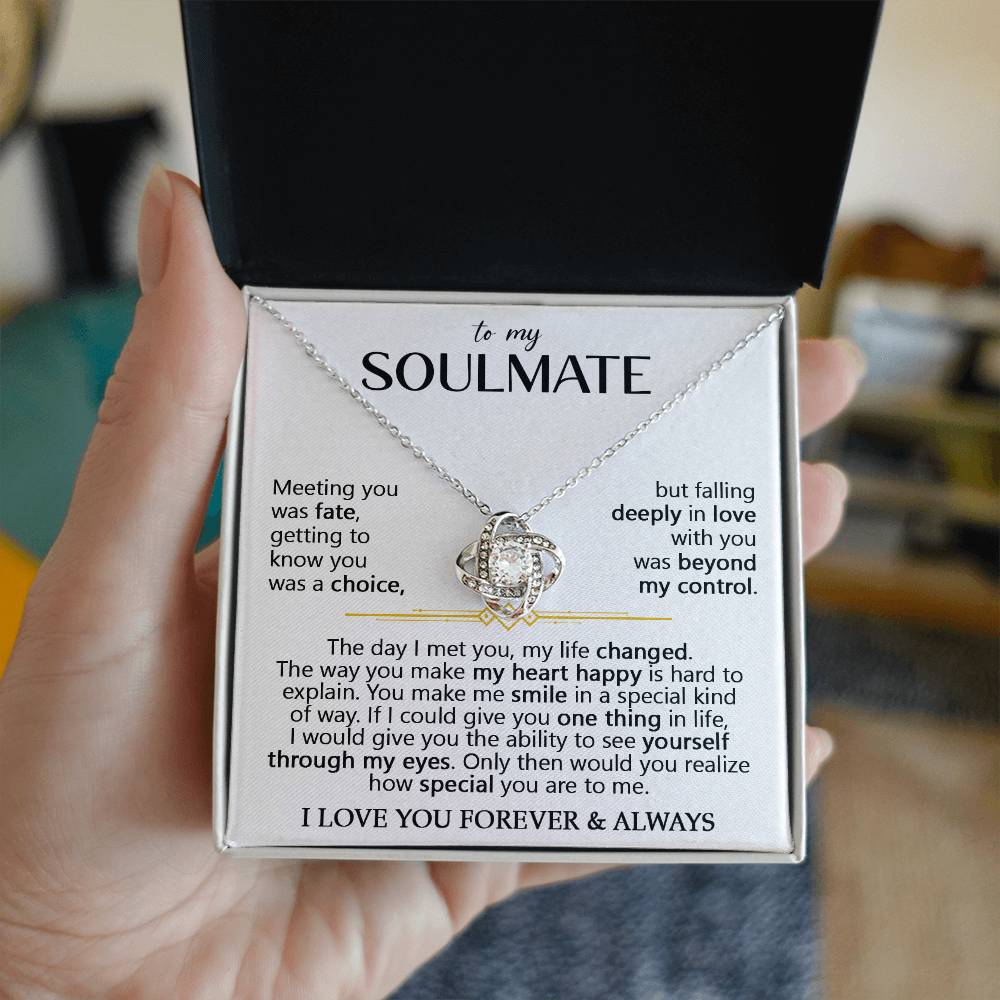 to my
SOULMATE
Meeting you
was fate,
getting to
know you
was a choice,
but falling
deeply in love
with you
was beyond
my control.
The day I met you, my life changed.
The way you make my heart happy is hard to
explain. You make me smile in a special kind
of way. If I could give you one thing in life,
I would give you the ability to see yourself
through my eyes. Only then would you realize
how special you are to me.
I LOVE YOU FOREVER & ALWAYS